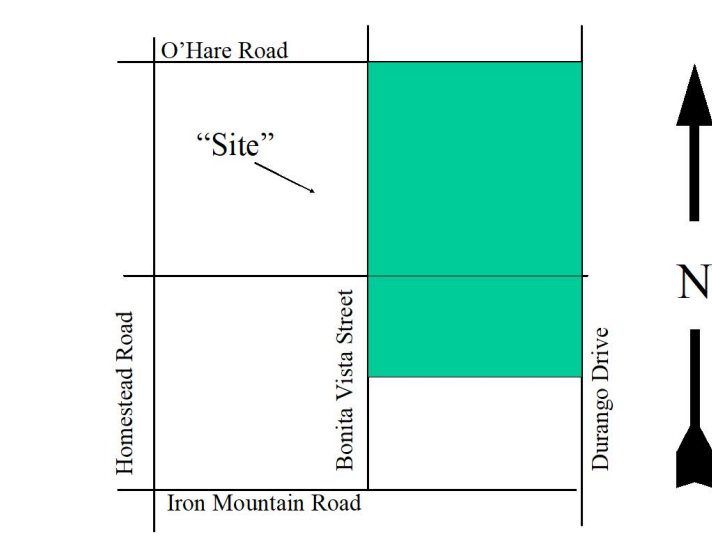 O’Hare Road
“Site”
N
Homestead Road
Bonita Vista Street
Durango Drive
Iron Mountain Road